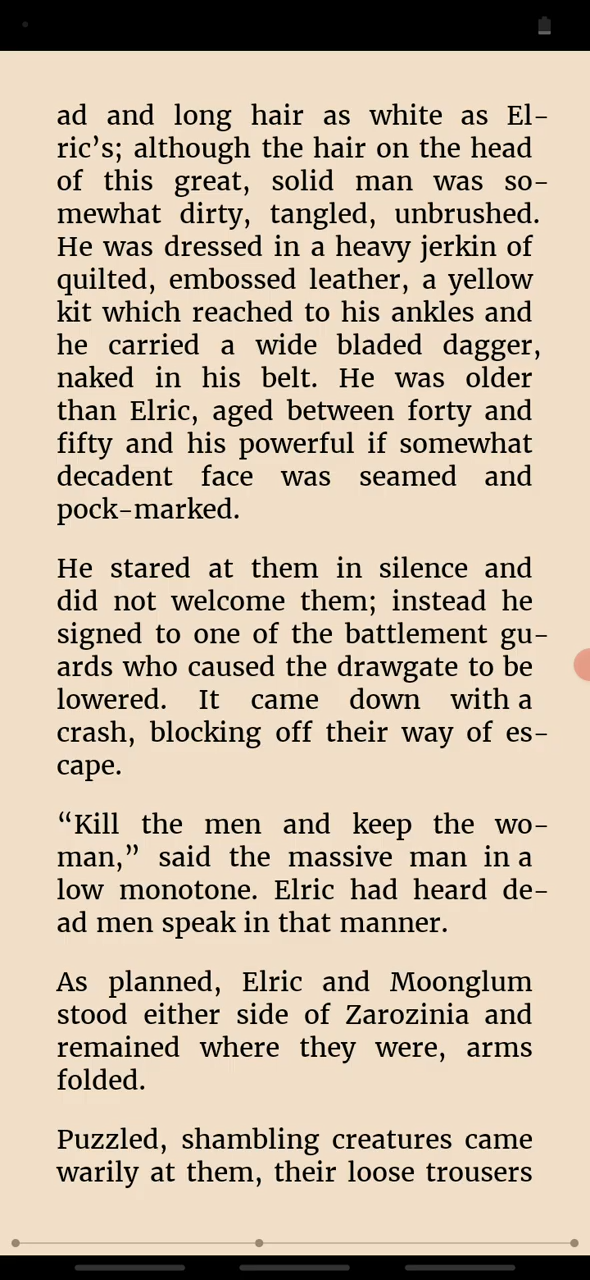 ad and long hair as white as El-
ric’s; although the hair on the head
of this great, solid man was so-
mewhat dirty, tangled, unbrushed.
He was dressed in a heavy jerkin of
quilted, embossed leather, a yellow
kit which reached to his ankles and
he carried a wide bladed dagger,
naked in his belt. He was older
than Elric, aged between forty and
fifty and his powerful if somewhat
decadent face was seamed and
pock-marked.
He stared at them in silence and
did not welcome them; instead he
signed to one of the battlement gu-
ards who caused the drawgate to be
lowered. It came down with a
crash, blocking off their way of es-
cape.
“Kill the men and keep the wo-
man,” said the massive man in a
low monotone. Elric had heard de-
ad men speak in that manner.
As planned, Elric and Moonglum
stood either side of Zarozinia and
remained where they were, arms
folded.
Puzzled, shambling creatures came
warily at them, their loose trousers